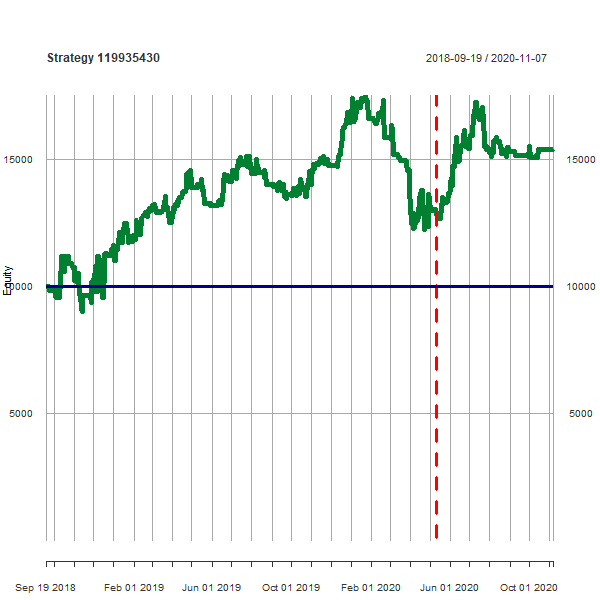 Strategy 119935430
2018-09-19 / 2020-11-07
15000 15000
Equity
10000 10000
5000 5000
Sep 19 2018 Feb 01 2019 Jun 01 2019 Oct 01 2019 Feb 01 2020 Jun 01 2020 Oct 01 2020